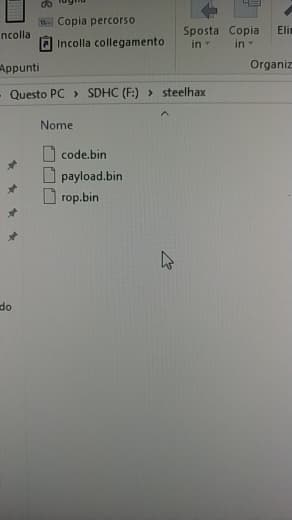 ncolla
Copia percorso
Incolla collegamento
Appunti
Sposta
in
Copia
in
Eli
Organiz
Questo PC > SDHC (F:) > steelhax
Nome
code.bin
payload.bin
rop.bin
do